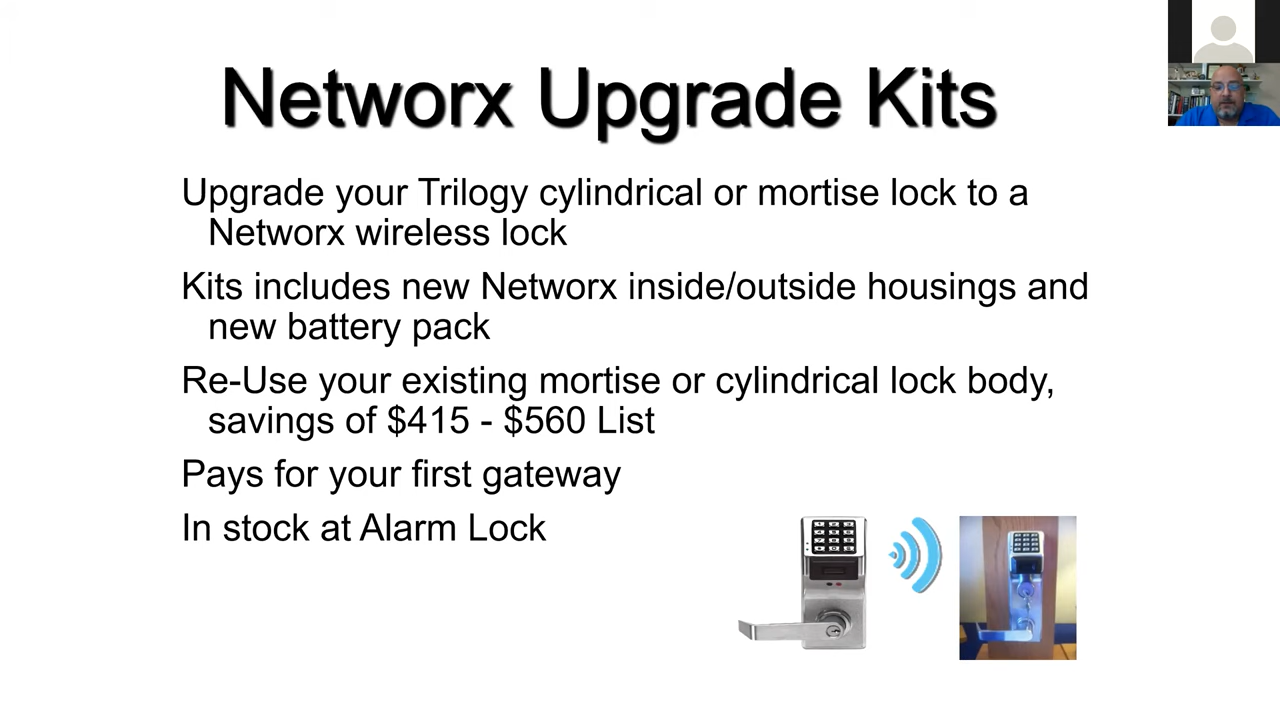 Networx Upgrade Kits
Upgrade your Trilogy cylindrical or mortise lock to a
Networx wireless lock
Kits includes new Networx inside/outside housings and
new battery pack
Re-Use your existing mortise or cylindrical lock body,
savings of $415 - $560 List
Pays for your first gateway
In stock at Alarm Lock